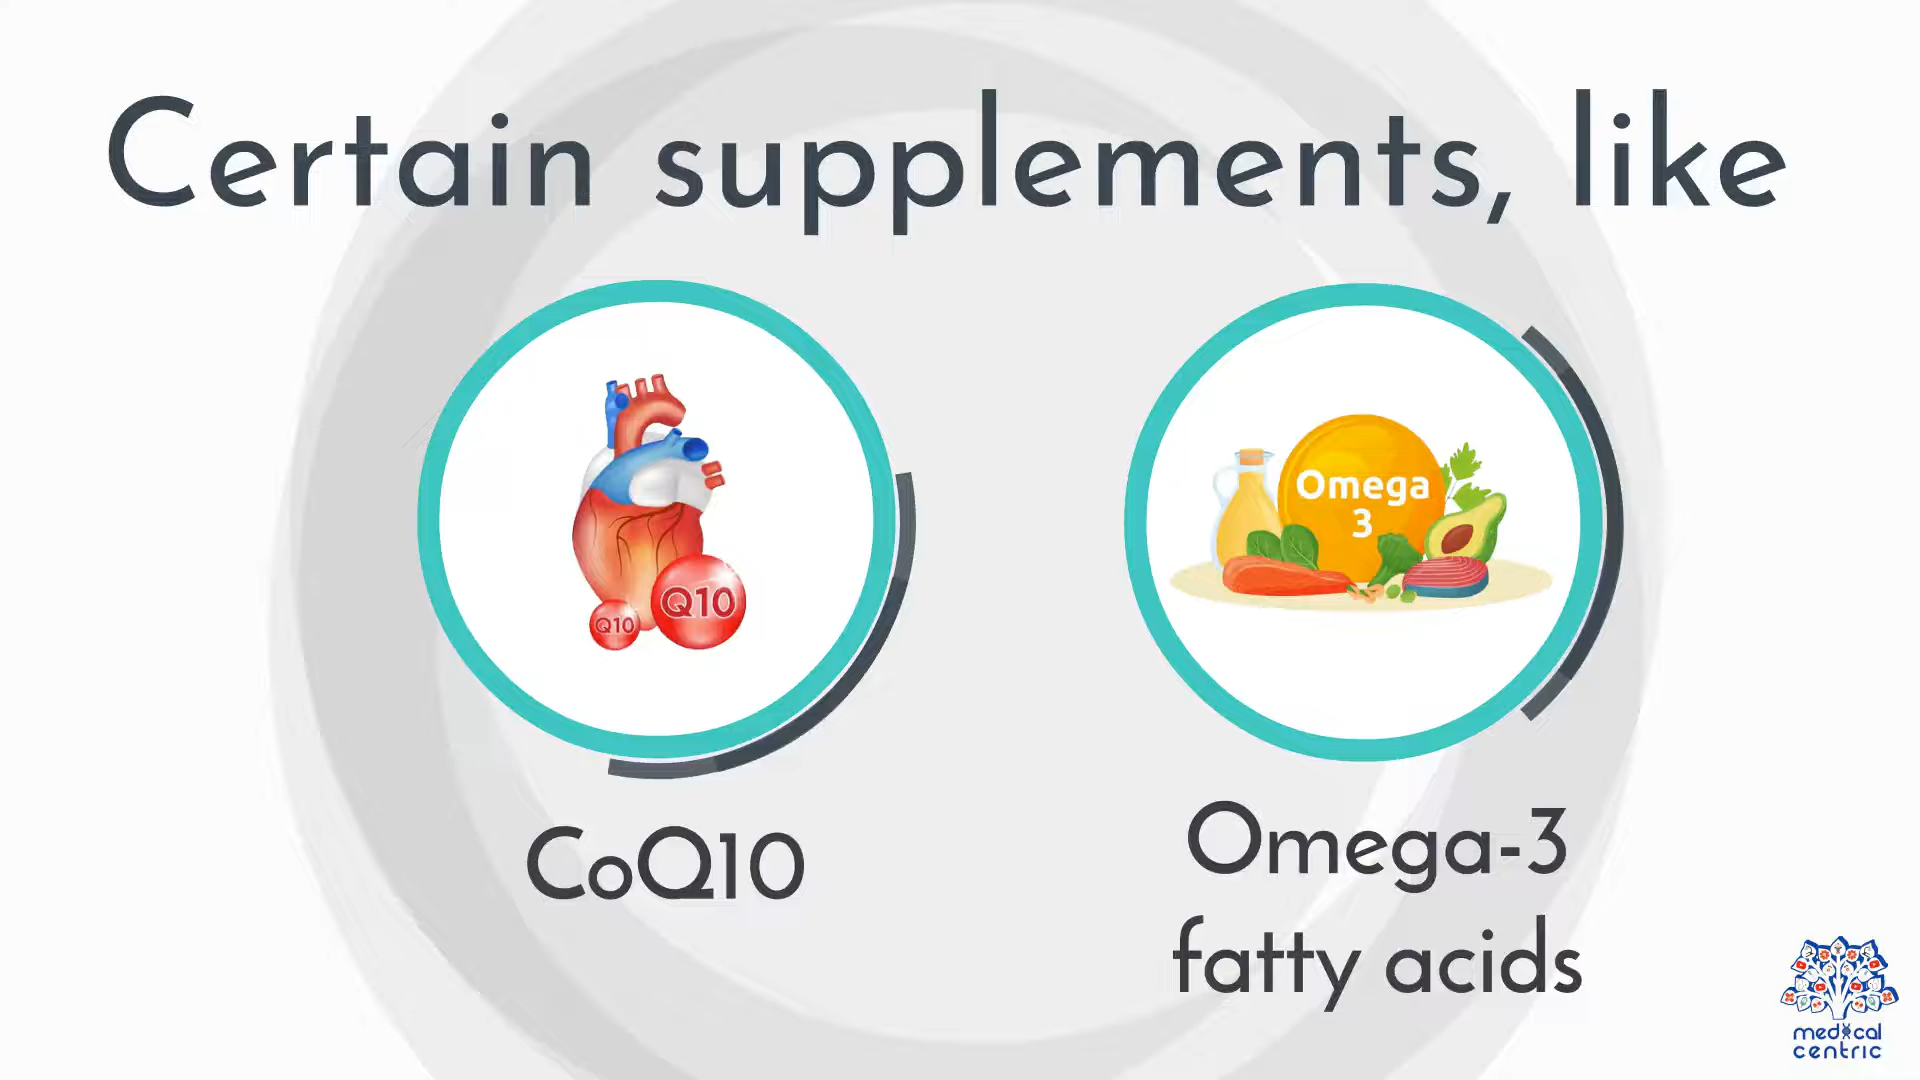 Certain supplements, like
Q10
Q10
Omega
3
CoQ10
Omega-3
fatty acids
medical
centric